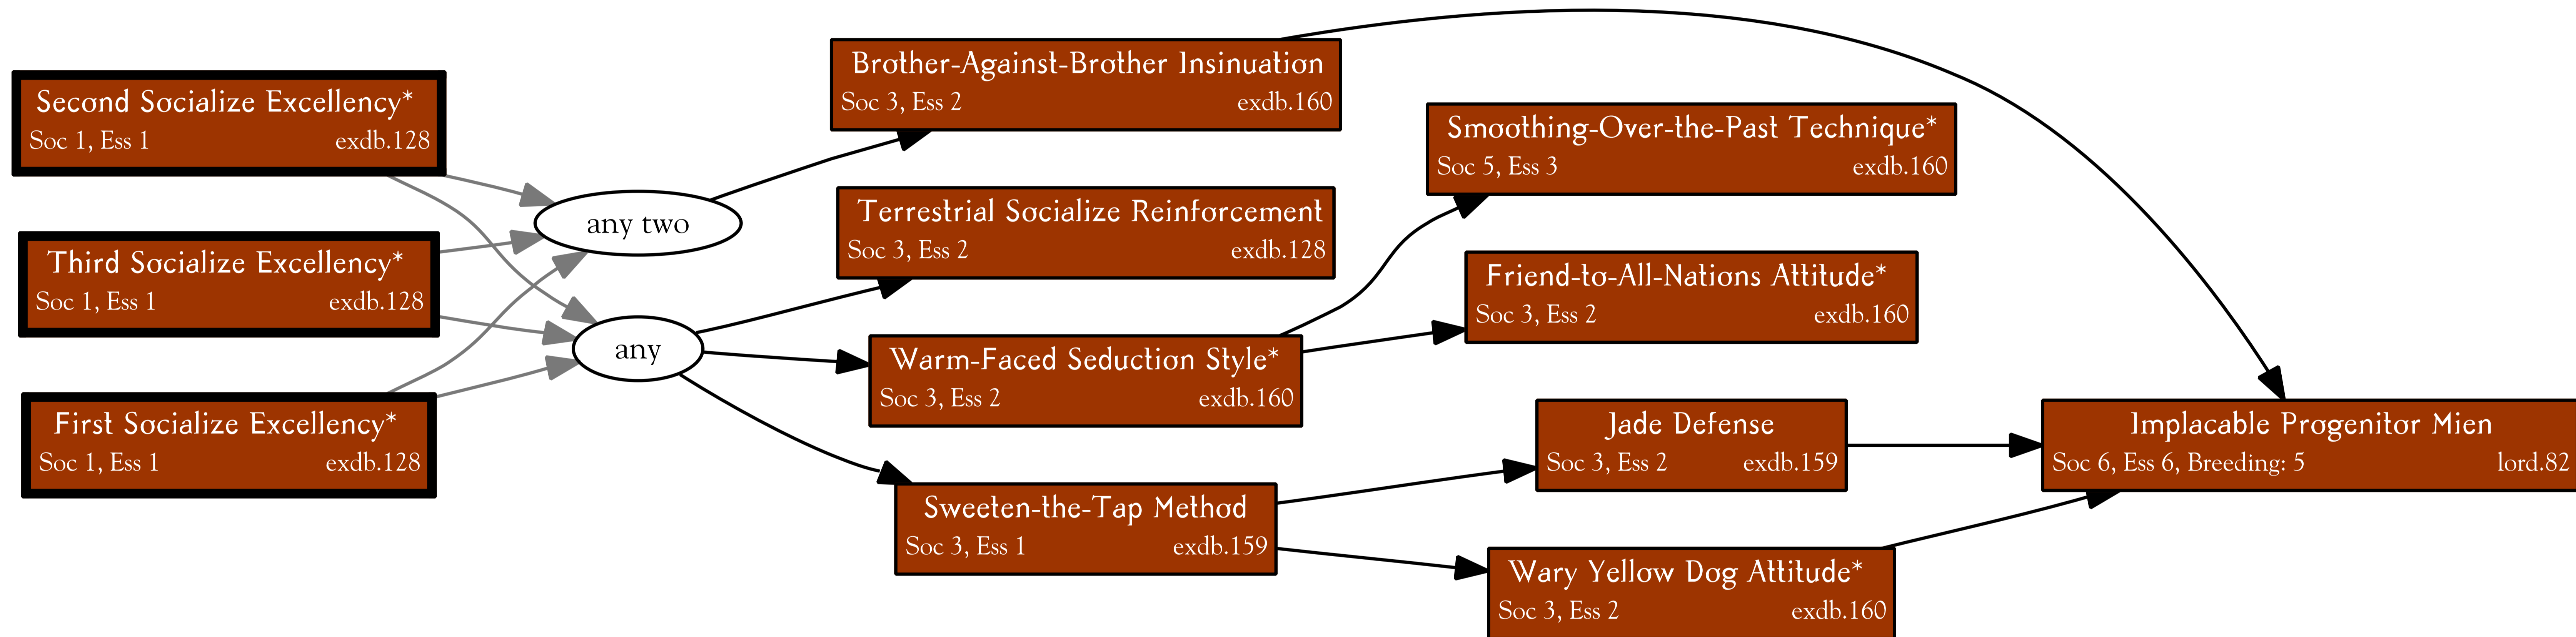 Second Socialize Excellency*
Soc 1, Ess 1 exdb.128
Third Socialize Excellency*
Soc 1, Ess 1 exdb.128
First Socialize Excellency*
Soc 1, Ess 1 exdb.128
any two
any
Brother-Against-Brother Insinuation
Soc 3, Ess 2 exdb.160
Terrestrial Socialize Reinforcement
Soc 3, Ess 2 exdb.128
Warm-Faced Seduction Style*
Soc 3, Ess 2 exdb.160
Sweeten-the-Tap Method
Soc 3, Ess 1 exdb.159
Smoothing-Over-the-Past Technique*
Soc 5, Ess 3 exdb.160
Friend-to-All-Nations Attitude*
Soc 3, Ess 2 exdb.160
Jade Defense
Soc 3, Ess 2 exdb.159
Wary Yellow Dog Attitude*
Soc 3, Ess 2 exdb.160
Implacable Progenitor Mien
Soc 6, Ess 6, Breeding: 5 lord.82